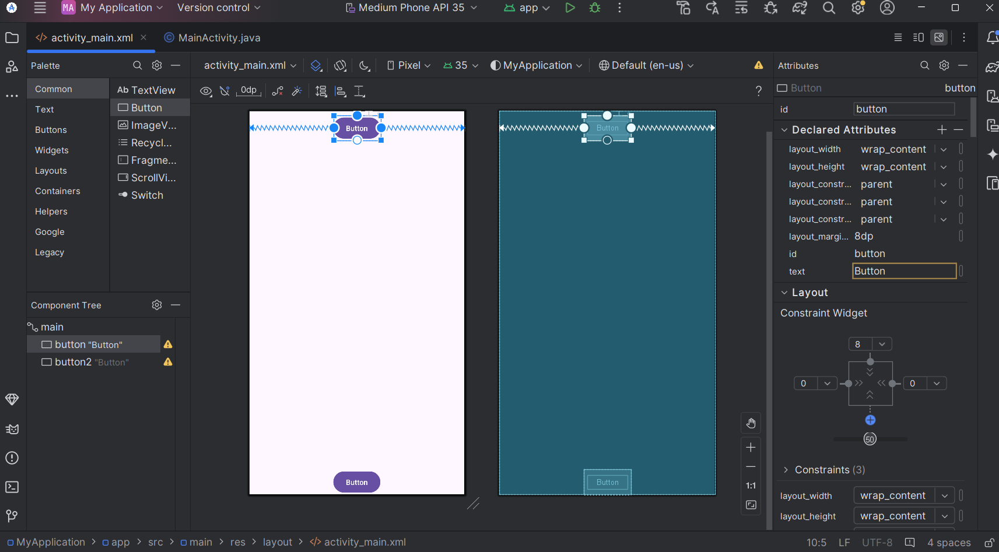 MA My Application Version control Medium Phone API 35 app
activity_main.xml MainActivity.java
Palette
Common
Text
Buttons
Widgets
Layouts
Containers
Helpers
Google
Legacy
Ab TextView
Button
ImageV...
Recycl...
Fragme...
ScrollVi...
Switch
Component Tree
main
button "Button"
button2 "Button"
activity_main.xml Pixel 35 MyApplication Default (en-us)
0dp ?
Button
Button
Button
Button
1:1
Attributes
Button button
id button
Declared Attributes
layout_width wrap_content
layout_height wrap_content
layout_constr... parent
layout_constr... parent
layout_constr... parent
layout_margi... 8dp
id button
text Button
Layout
Constraint Widget
8
0 0
50
Constraints (3)
layout_width wrap_content
layout_height wrap_content
MyApplication > app > src > main > res > layout > activity_main.xml 10:5 LF UTF-8 4 spaces